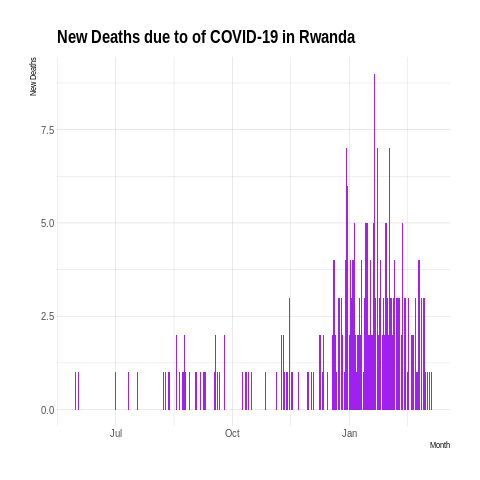 New Deaths due to of COVID-19 in Rwanda
New Deaths
7.5
5.0
2.5
0.0
Jul Oct Jan
Month